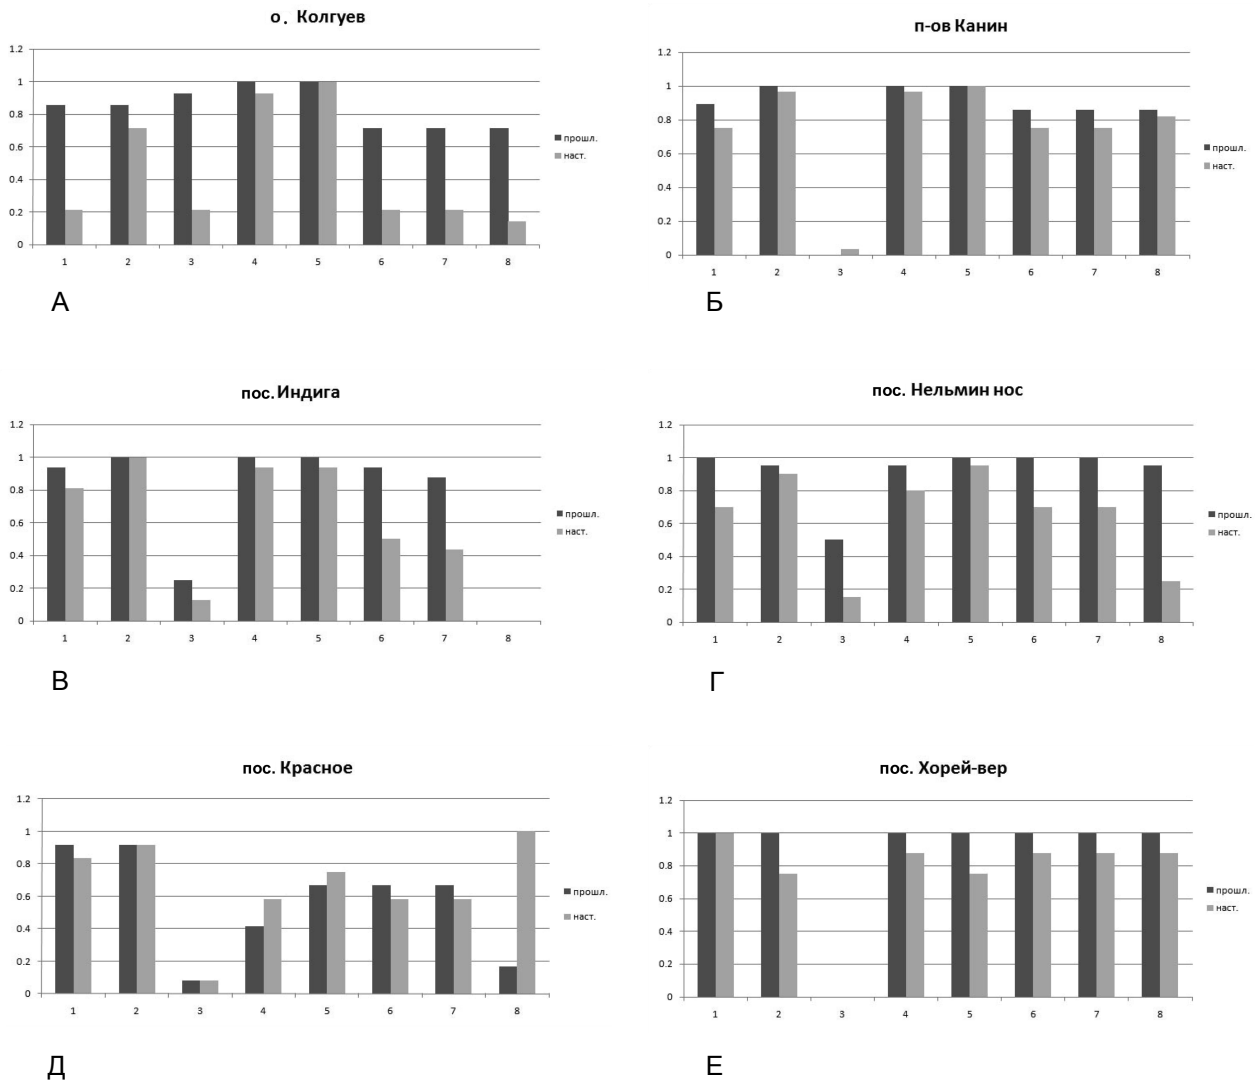 о. Колгуев
1.2
1
0.8
0.6
0.4
0.2
0
1 2 3 4 5 6 7 8
прошл.
наст.
А
п-ов Канин
1.2
1
0.8
0.6
0.4
0.2
0
1 2 3 4 5 6 7 8
прошл.
наст.
Б
пос. Индига
1.2
1
0.8
0.6
0.4
0.2
0
1 2 3 4 5 6 7 8
прошл.
наст.
В
пос. Нельмин нос
1.2
1
0.8
0.6
0.4
0.2
0
1 2 3 4 5 6 7 8
прошл.
наст.
Г
пос. Красное
1.2
1
0.8
0.6
0.4
0.2
0
1 2 3 4 5 6 7 8
прошл.
наст.
Д
пос. Хорей-вер
1.2
1
0.8
0.6
0.4
0.2
0
1 2 3 4 5 6 7 8
прошл.
наст.
Е